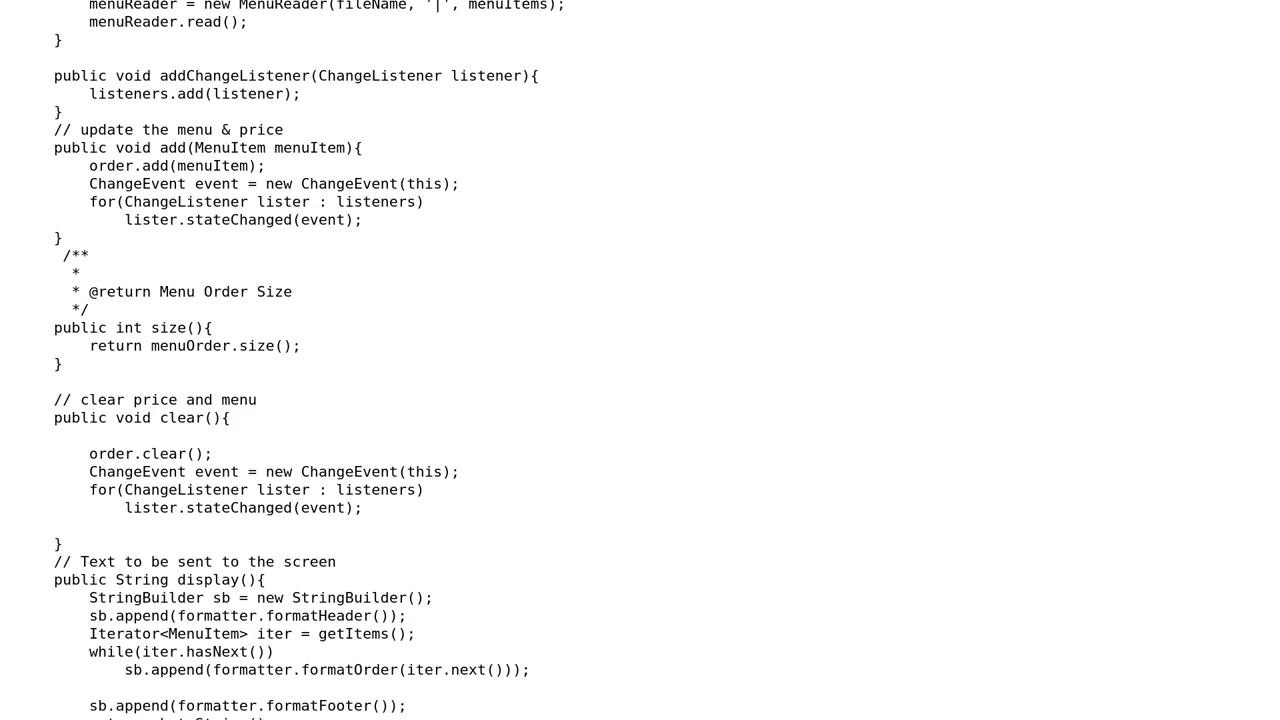 menuReader = new MenuReader(fileName, '|', menuItems);
        menuReader.read();
    }

    public void addChangeListener(ChangeListener listener){
        listeners.add(listener);
    }
    // update the menu & price
    public void add(MenuItem menuItem){
        order.add(menuItem);
        ChangeEvent event = new ChangeEvent(this);
        for(ChangeListener lister : listeners)
            lister.stateChanged(event);
    }
     /**
      *
      * @return Menu Order Size
      */
    public int size(){
        return menuOrder.size();
    }

    // clear price and menu
    public void clear(){

        order.clear();
        ChangeEvent event = new ChangeEvent(this);
        for(ChangeListener lister : listeners)
            lister.stateChanged(event);

    }
    // Text to be sent to the screen
    public String display(){
        StringBuilder sb = new StringBuilder();
        sb.append(formatter.formatHeader());
        Iterator<MenuItem> iter = getItems();
        while(iter.hasNext())
            sb.append(formatter.formatOrder(iter.next()));

        sb.append(formatter.formatFooter());